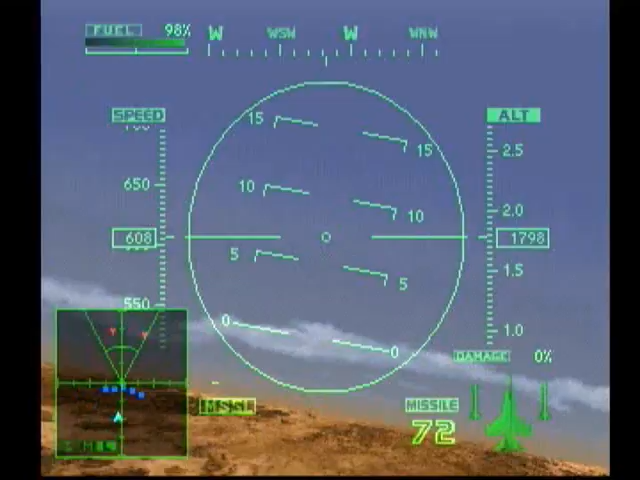 FUEL 98%
W WSW W WNW
SPEED ALT
15 15
2.5
650
10 10
2.0
608 1798
5 5
1.5
550
0 0
1.0
DAMAGE 0%
MISSILE
72